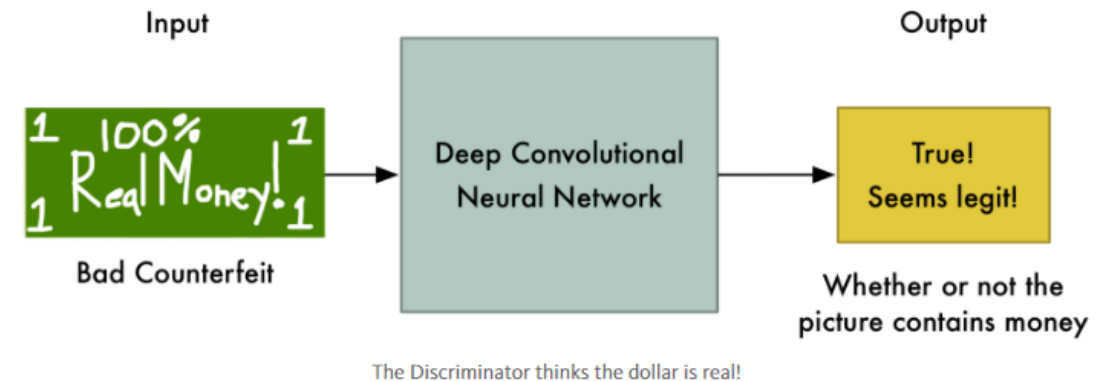 Input
Output
1 100% 1
Real Money!
1 1
Deep Convolutional
Neural Network
True!
Seems legit!
Bad Counterfeit
Whether or not the
picture contains money
The Discriminator thinks the dollar is real!